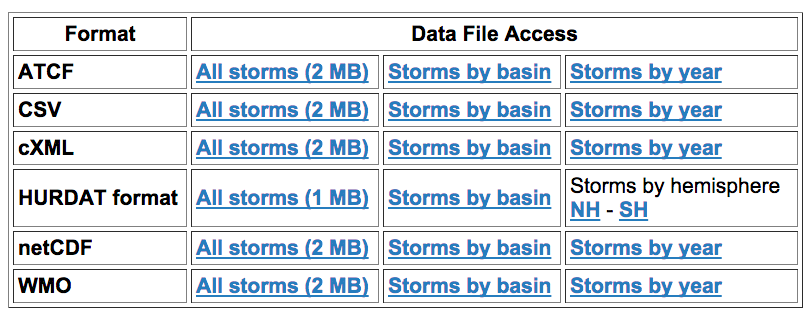 Format Data File Access
ATCF All storms (2 MB) Storms by basin Storms by year
CSV All storms (2 MB) Storms by basin Storms by year
cXML All storms (2 MB) Storms by basin Storms by year
HURDAT format All storms (1 MB) Storms by basin Storms by hemisphere
NH - SH
netCDF All storms (2 MB) Storms by basin Storms by year
WMO All storms (2 MB) Storms by basin Storms by year